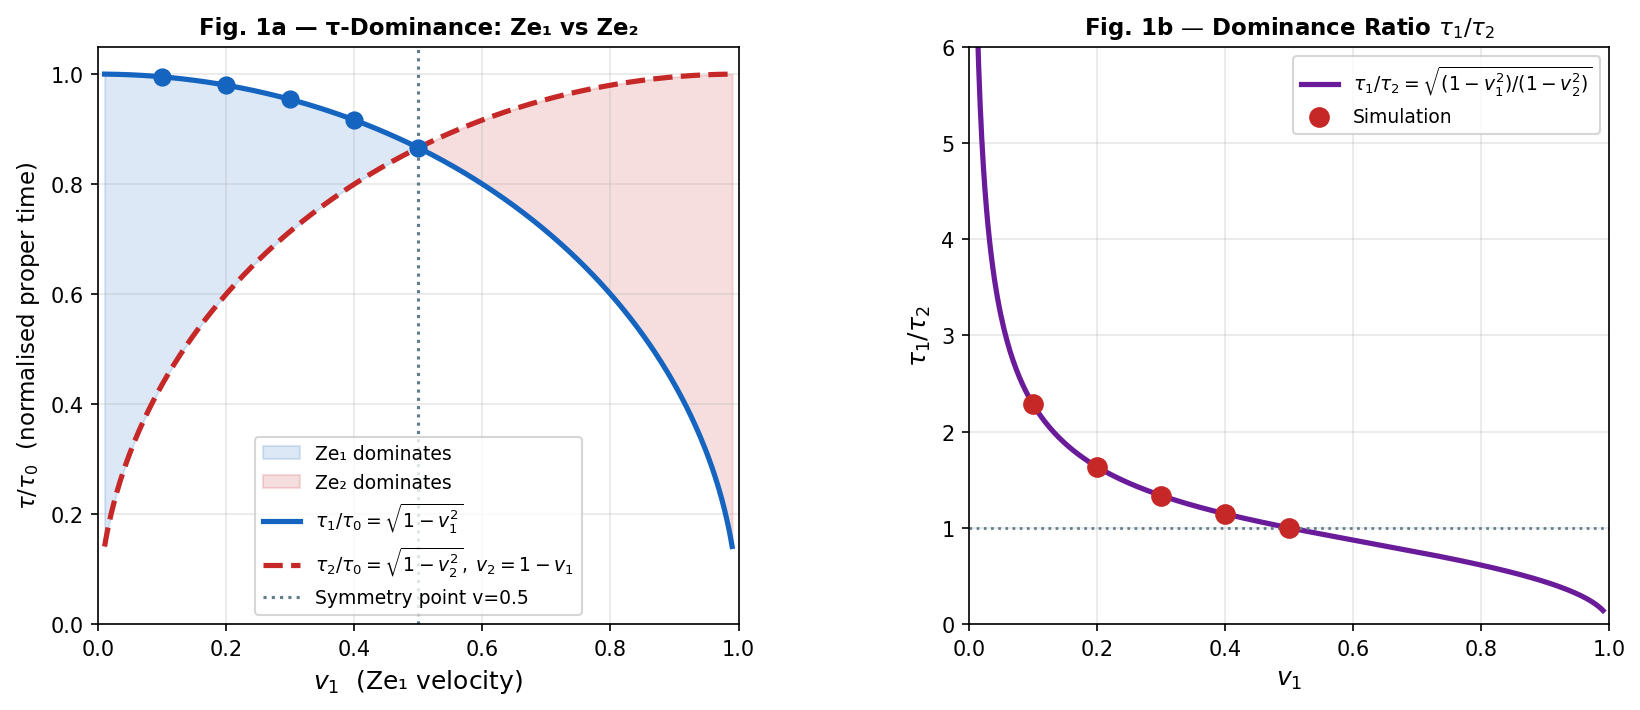 Fig. 1a — τ-Dominance: Ze₁ vs Ze₂
1.0
0.8
0.6
0.4
0.2
0.0
τ/τ₀ (normalised proper time)
Ze₁ dominates
Ze₂ dominates
τ₁/τ₀ = √(1 − v₁²)
τ₂/τ₀ = √(1 − v₂²), v₂ = 1 − v₁
Symmetry point v=0.5
0.0 0.2 0.4 0.6 0.8 1.0
v₁ (Ze₁ velocity)
Fig. 1b — Dominance Ratio τ₁/τ₂
6
5
4
3
2
1
0
τ₁/τ₂
τ₁/τ₂ = √((1 − v₁²)/(1 − v₂²))
Simulation
0.0 0.2 0.4 0.6 0.8 1.0
v₁